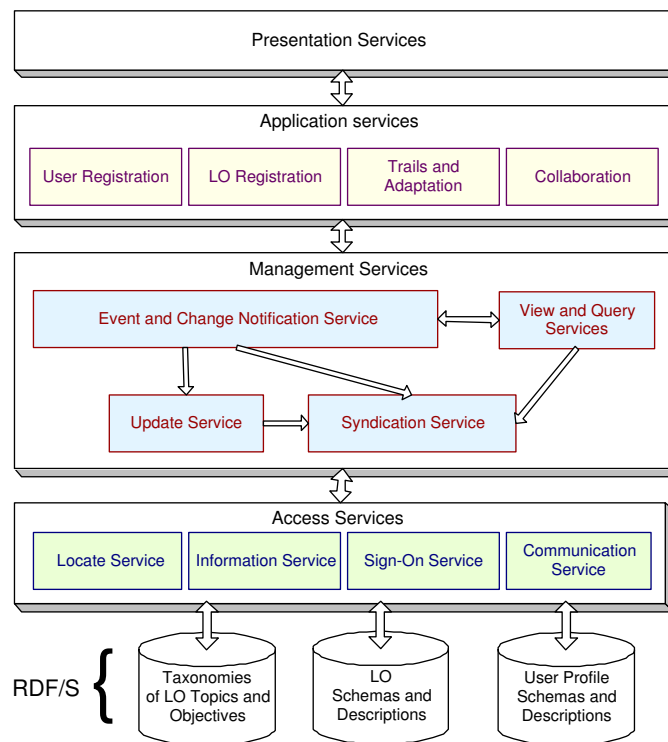 Presentation Services
Application services
User Registration
LO Registration
Trails and
Adaptation
Collaboration
Management Services
Event and Change Notification Service
View and Query
Services
Update Service
Syndication Service
Access Services
Locate Service
Information Service
Sign-On Service
Communication
Service
RDF/S {
Taxonomies
of LO Topics and
Objectives
LO
Schemas and
Descriptions
User Profile
Schemas and
Descriptions